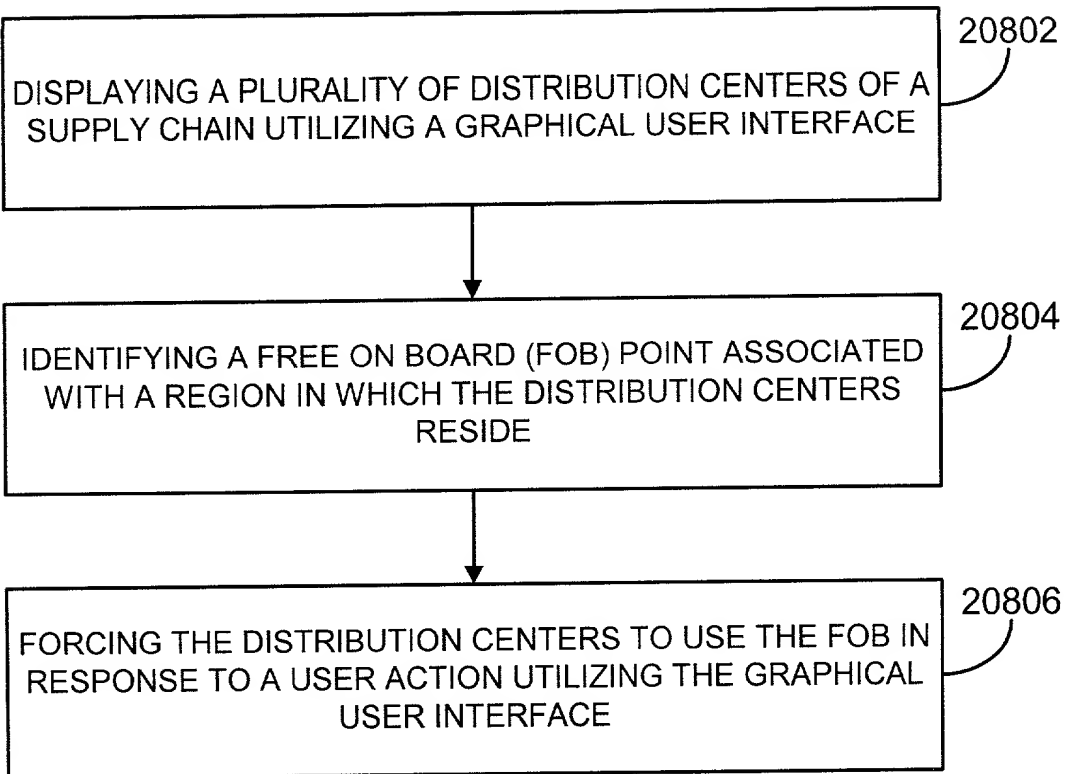 20802
DISPLAYING A PLURALITY OF DISTRIBUTION CENTERS OF A
SUPPLY CHAIN UTILIZING A GRAPHICAL USER INTERFACE
20804
IDENTIFYING A FREE ON BOARD (FOB) POINT ASSOCIATED
WITH A REGION IN WHICH THE DISTRIBUTION CENTERS
RESIDE
20806
FORCING THE DISTRIBUTION CENTERS TO USE THE FOB IN
RESPONSE TO A USER ACTION UTILIZING THE GRAPHICAL
USER INTERFACE